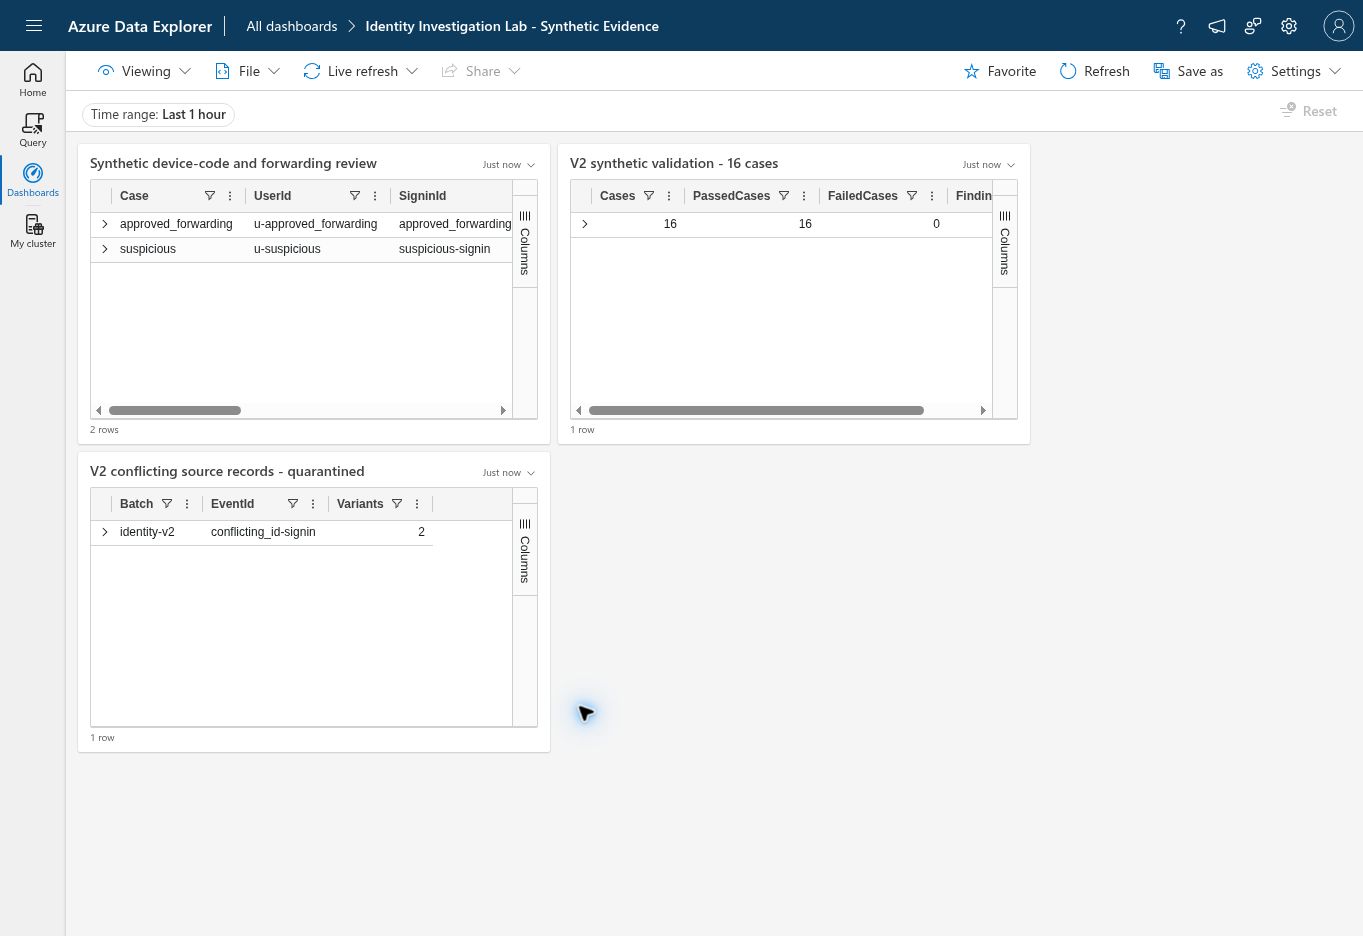 Azure Data Explorer
All dashboards
Identity Investigation Lab - Synthetic Evidence
Home
Query
Dashboards
My cluster
Viewing
File
Live refresh
Share
Favorite
Refresh
Save as
Settings
Time range: Last 1 hour
Reset
Synthetic device-code and forwarding review
Just now
Case UserId SigninId
approved_forwarding u-approved_forwarding approved_forwarding
suspicious u-suspicious suspicious-signin
Columns
2 rows
V2 synthetic validation - 16 cases
Just now
Cases PassedCases FailedCases Findin
16 16 0
Columns
1 row
V2 conflicting source records - quarantined
Just now
Batch EventId Variants
identity-v2 conflicting_id-signin 2
Columns
1 row